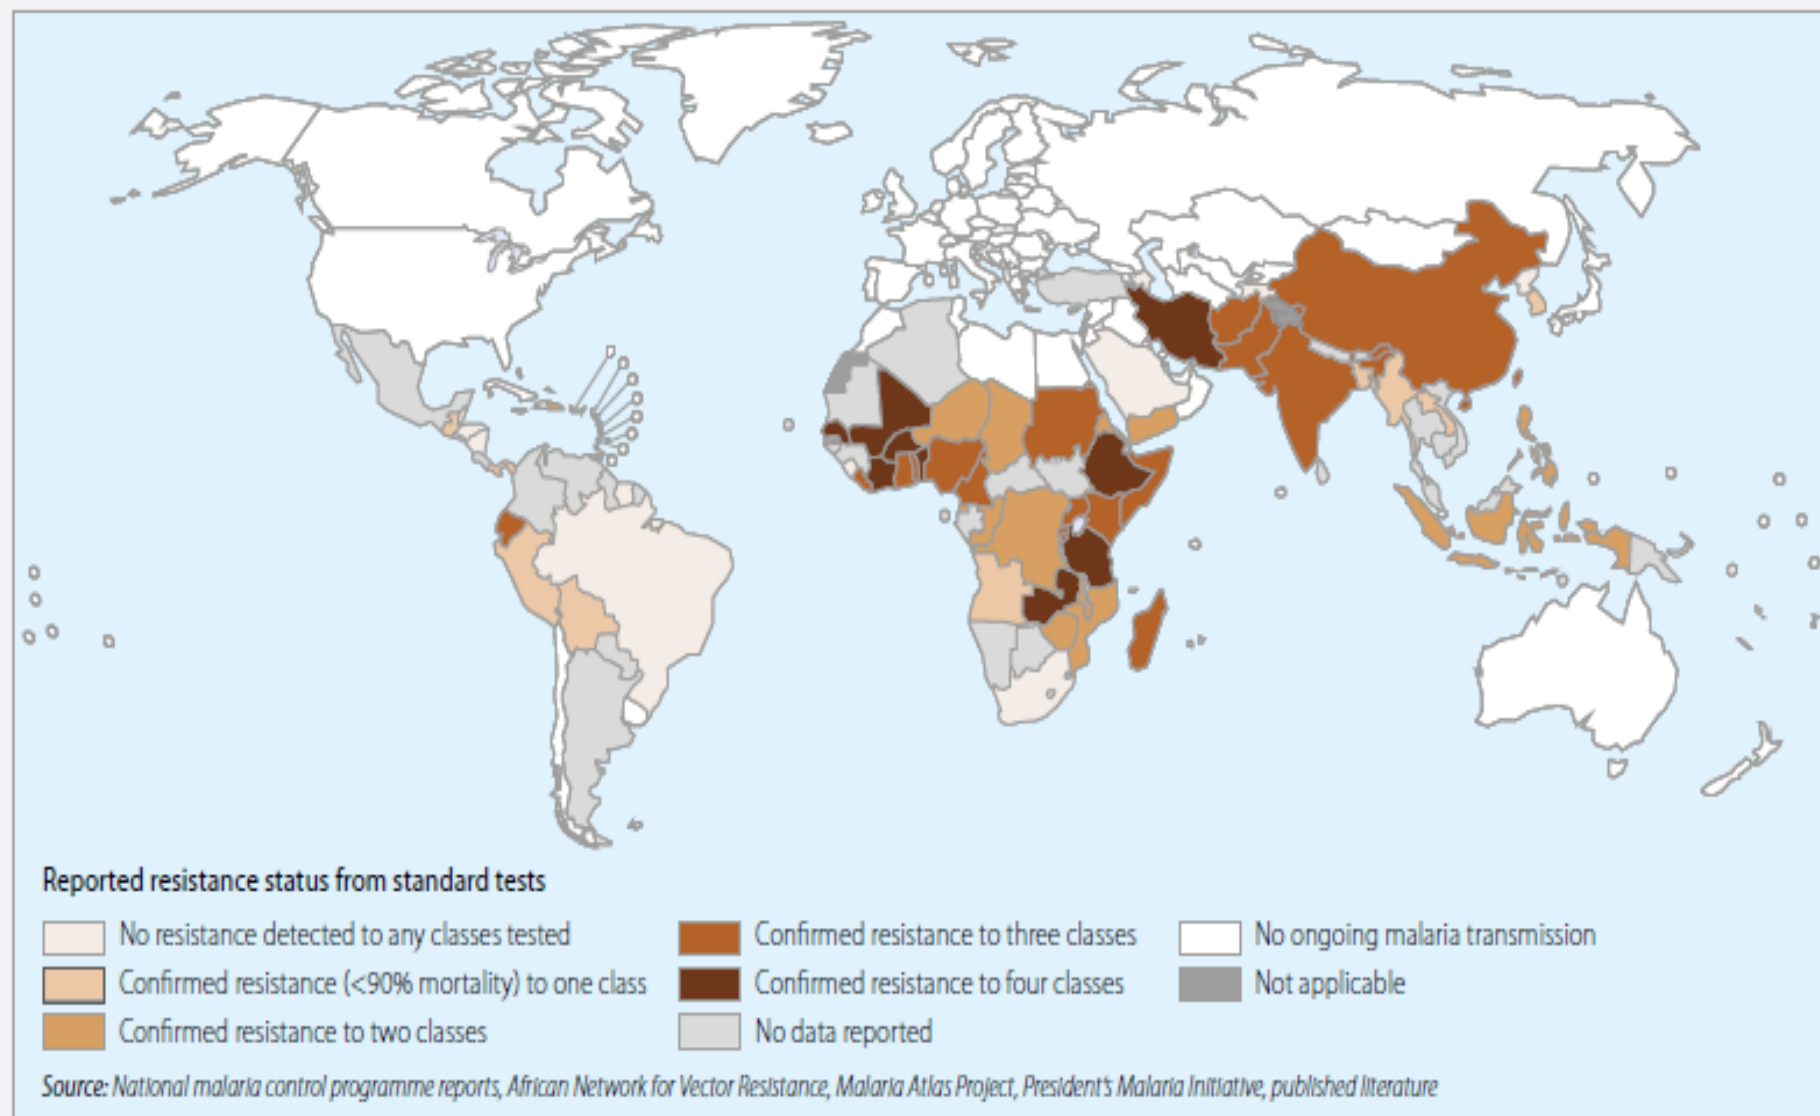 Reported resistance status from standard tests
No resistance detected to any classes tested
Confirmed resistance (<90% mortality) to one class
Confirmed resistance to two classes
Confirmed resistance to three classes
Confirmed resistance to four classes
No data reported
No ongoing malaria transmission
Not applicable
Source: National malaria control programme reports, African Network for Vector Resistance, Malaria Atlas Project, President's Malaria Initiative, published literature